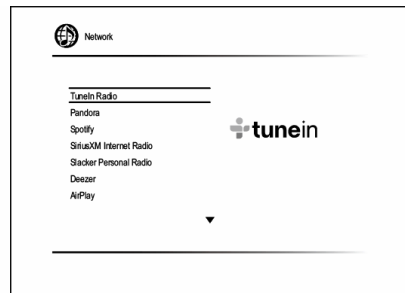 Network
TuneIn Radio
Pandora
Spotify
SiriusXM Internet Radio
Slacker Personal Radio
Deezer
AirPlay
tunein